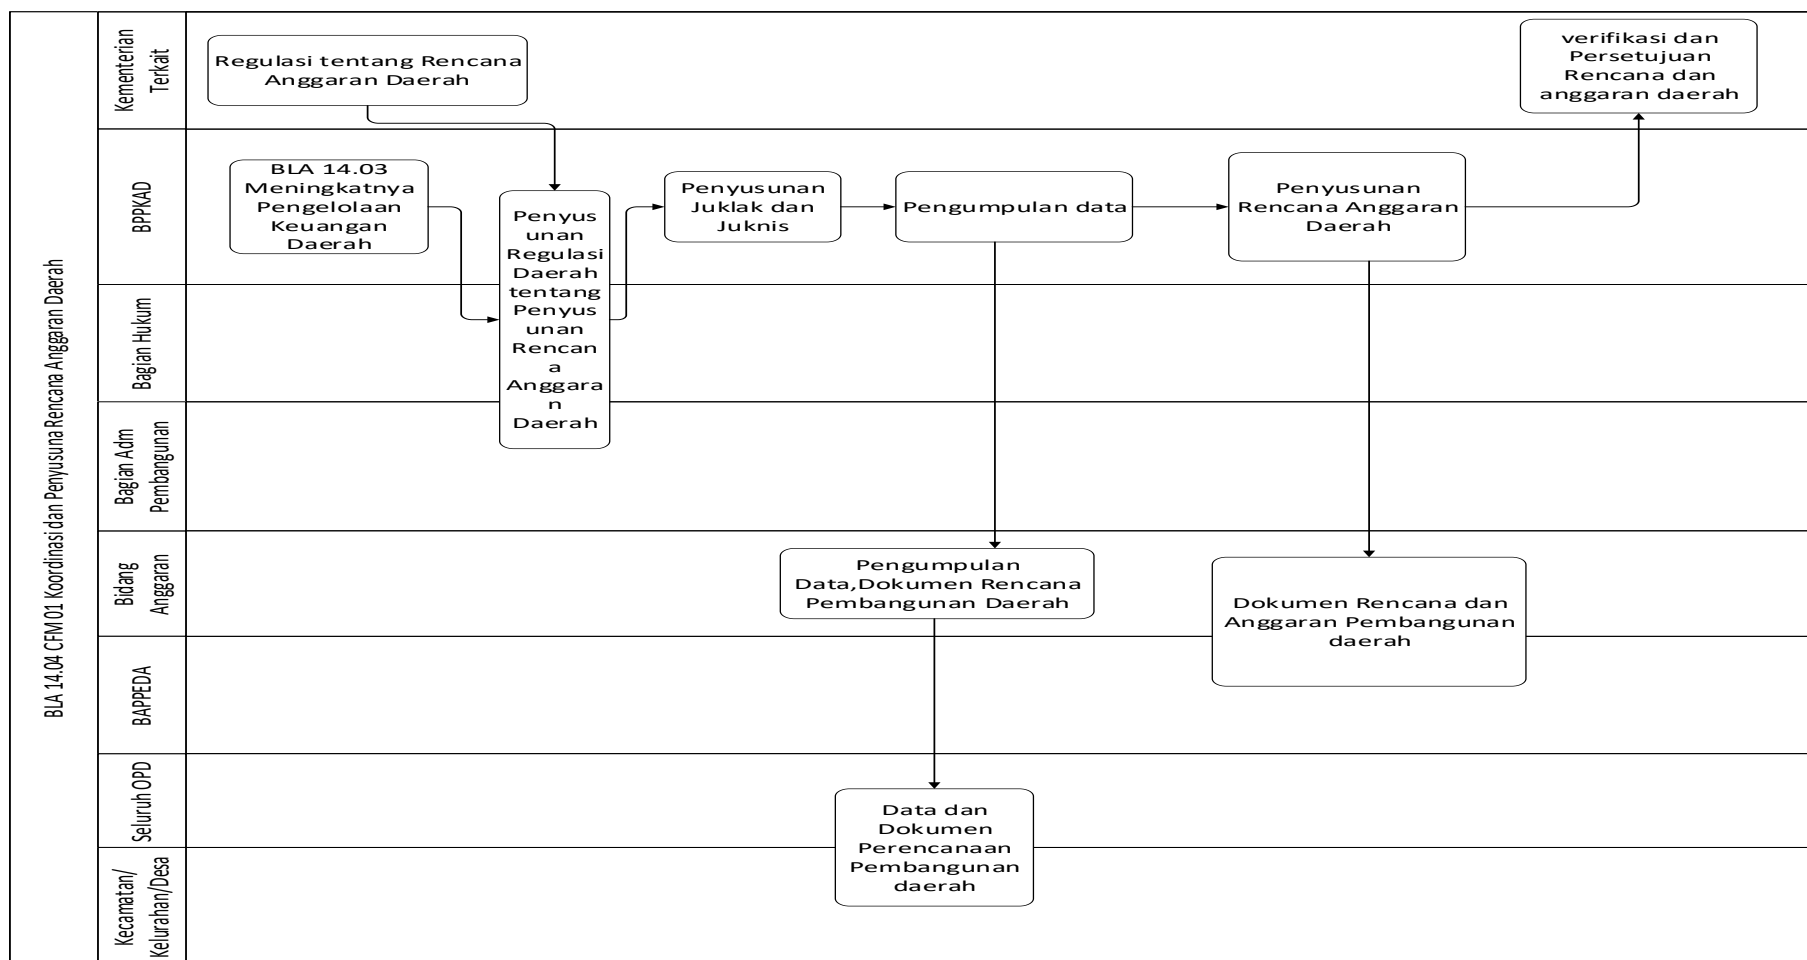 BLA 14.04 CFM 01 Koordinasi dan Penyusuna Rencana Anggaran Daerah
Kementerian
Terkait
Regulasi tentang Rencana
Anggaran Daerah
verifikasi dan
Persetujuan
Rencana dan
anggaran daerah
BPPKAD
BLA 14.03
Meningkatnya
Pengelolaan
Keuangan
Daerah
Penyus
unan
Regulasi
Daerah
tentang
Penyus
unan
Rencan
a
Anggara
n
Daerah
Penyusunan
Juklak dan
Juknis
Pengumpulan data
Penyusunan
Rencana Anggaran
Daerah
Bagian Hukum
Bagian Adm
Pembangunan
Bidang
Anggaran
Pengumpulan
Data,Dokumen Rencana
Pembangunan Daerah
Dokumen Rencana dan
Anggaran Pembangunan
daerah
BAPPEDA
Seluruh OPD
Data dan
Dokumen
Perencanaan
Pembangunan
daerah
Kecamatan/
Kelurahan/Desa